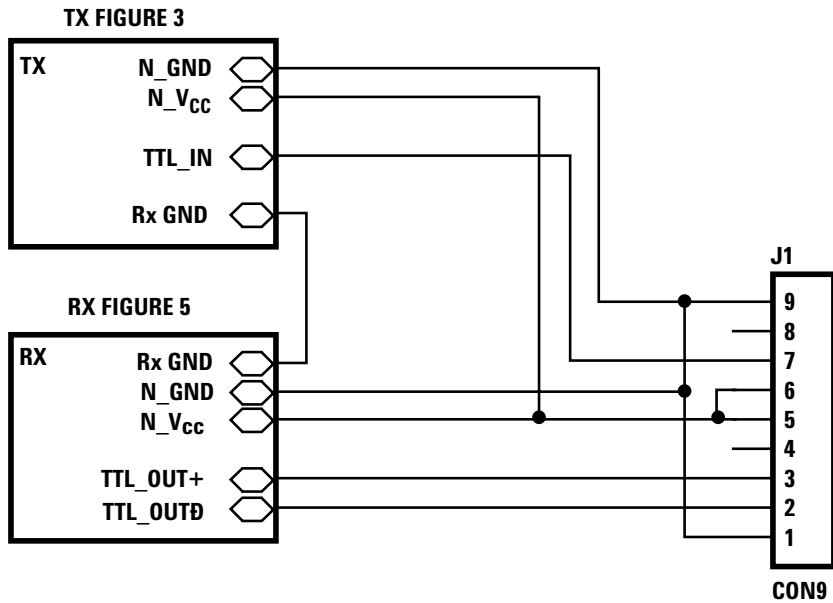 TX FIGURE 3
TX
N_GND
N_VCC
TTL_IN
Rx GND
RX FIGURE 5
RX
Rx GND
N_GND
N_Vcc
TTL_OUT+
TTL_OUTĐ
J1
9
8
7
6
5
4
3
2
1
CON9